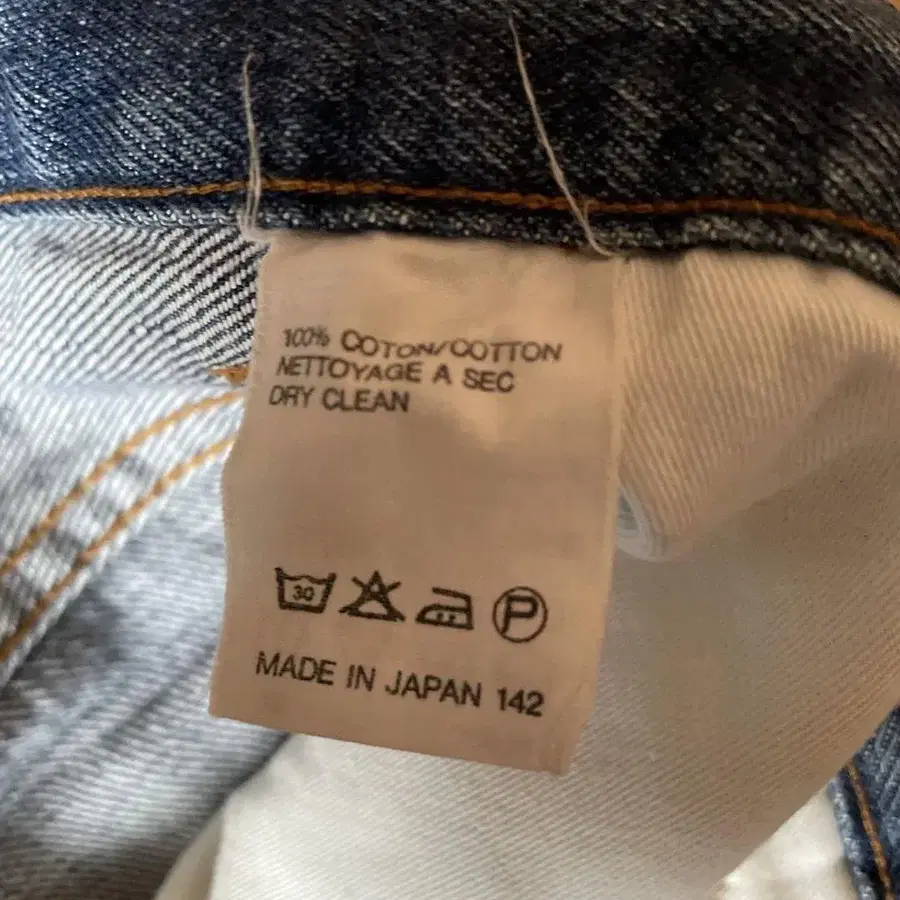 100% COTON/COTTON
NETTOYAGE A SEC
DRY CLEAN
30 P
MADE IN JAPAN 142